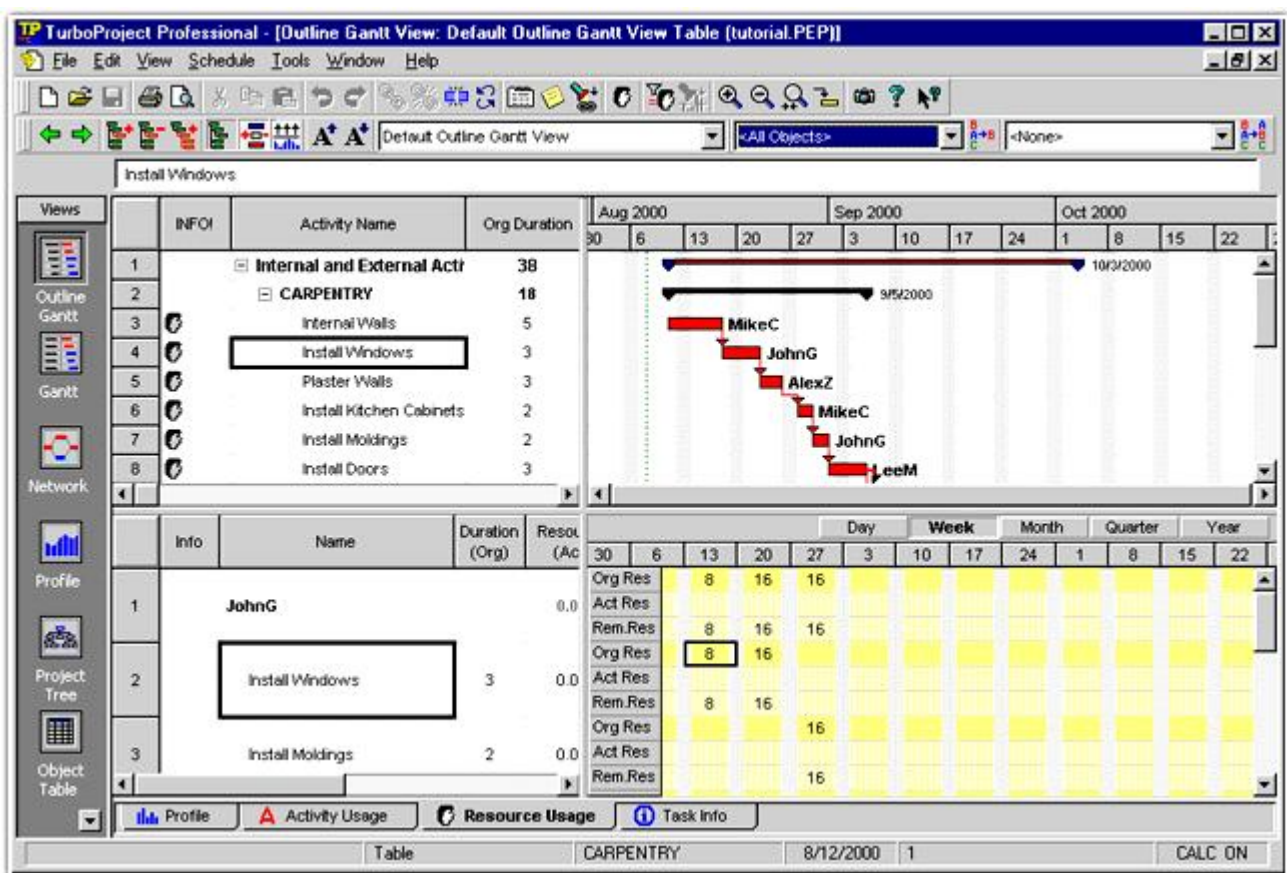 TurboProject Professional - [Outline Gantt View: Default Outline Gantt View Table (tutorial.PEP)]
File Edit View Schedule Tools Window Help
Default Outline Gantt View <All Objects> <None>
Install Windows
Views
INFO! Activity Name Org Duration Aug 2000 Sep 2000 Oct 2000
30 6 13 20 27 3 10 17 24 1 8 15 22
1 Internal and External Acti 38 10/3/2000
2 CARPENTRY 18 9/5/2000
3 Internal Walls 5 MikeC
4 Install Windows 3 JohnG
5 Plaster Walls 3 AlexZ
6 Install Kitchen Cabinets 2 MikeC
7 Install Moldings 2 JohnG
8 Install Doors 3 LeeM
Outline
Gantt
Gantt
Network
Profile
Project
Tree
Object
Table
Info Name Duration (Org) Resou (Ac Day Week Month Quarter Year
30 6 13 20 27 3 10 17 24 1 8 15 22
Org Res 8 16 16
1 JohnG 0.0 Act Res
Rem.Res 8 16 16
Org Res 8 16
2 Install Windows 3 0.0 Act Res
Rem.Res 8 16
Org Res 16
3 Install Moldings 2 0.0 Act Res
Rem.Res 16
Profile Activity Usage Resource Usage Task Info
Table CARPENTRY 8/12/2000 1 CALC ON